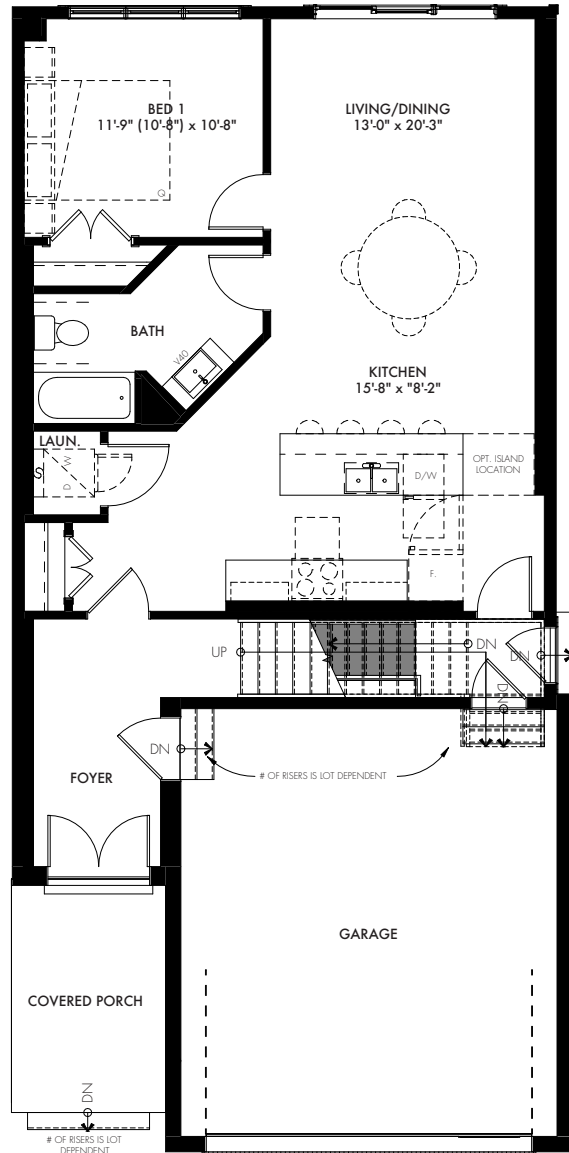 BED 1
11'-9" (10'-8") x 10'-8"
LIVING/DINING
13'-0" x 20'-3"
Q
BATH
V40
KITCHEN
15'-8" x "8'-2"
LAUN.
S
D
W
D/W
OPT. ISLAND
LOCATION
F.
UP
DN
DN
DN
DN
FOYER
# OF RISERS IS LOT DEPENDENT
GARAGE
COVERED PORCH
DN
# OF RISERS IS LOT
DEPENDENT